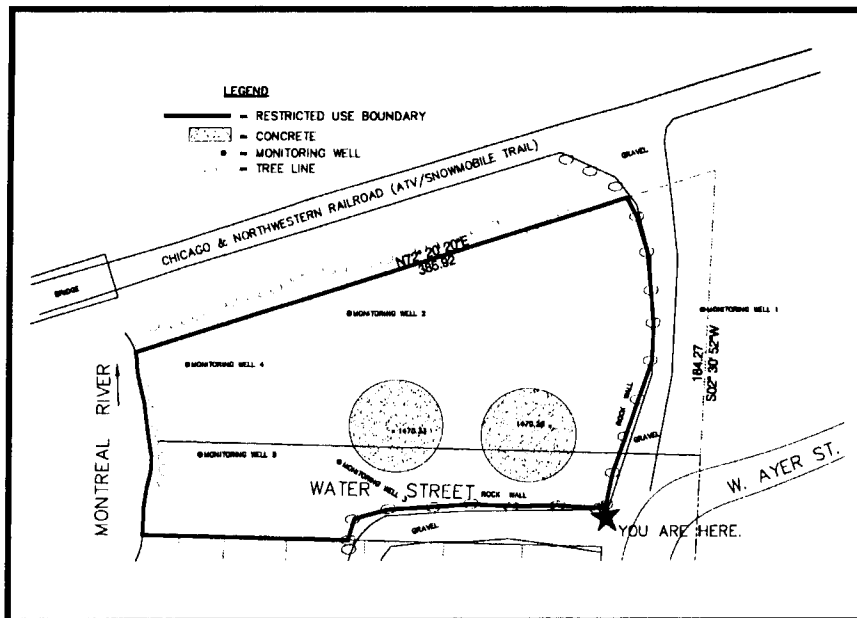 LEGEND
= RESTRICTED USE BOUNDARY
= CONCRETE
= MONITORING WELL
= TREE LINE
CHICAGO & NORTHWESTERN RAILROAD (ATV/SNOWMOBILE TRAIL)
GRAVEL
BRIDGE
N72° 20' 20"E
385.92
MONITORING WELL 2
MONITORING WELL 1
184.27
S02° 30' 52"W
MONITORING WELL 4
MONTREAL RIVER
ROCK WALL
GRAVEL
MONITORING WELL
MONITORING WELL 3
WATER STREET
ROCK WALL
W. AYER ST.
GRAVEL
YOU ARE HERE.